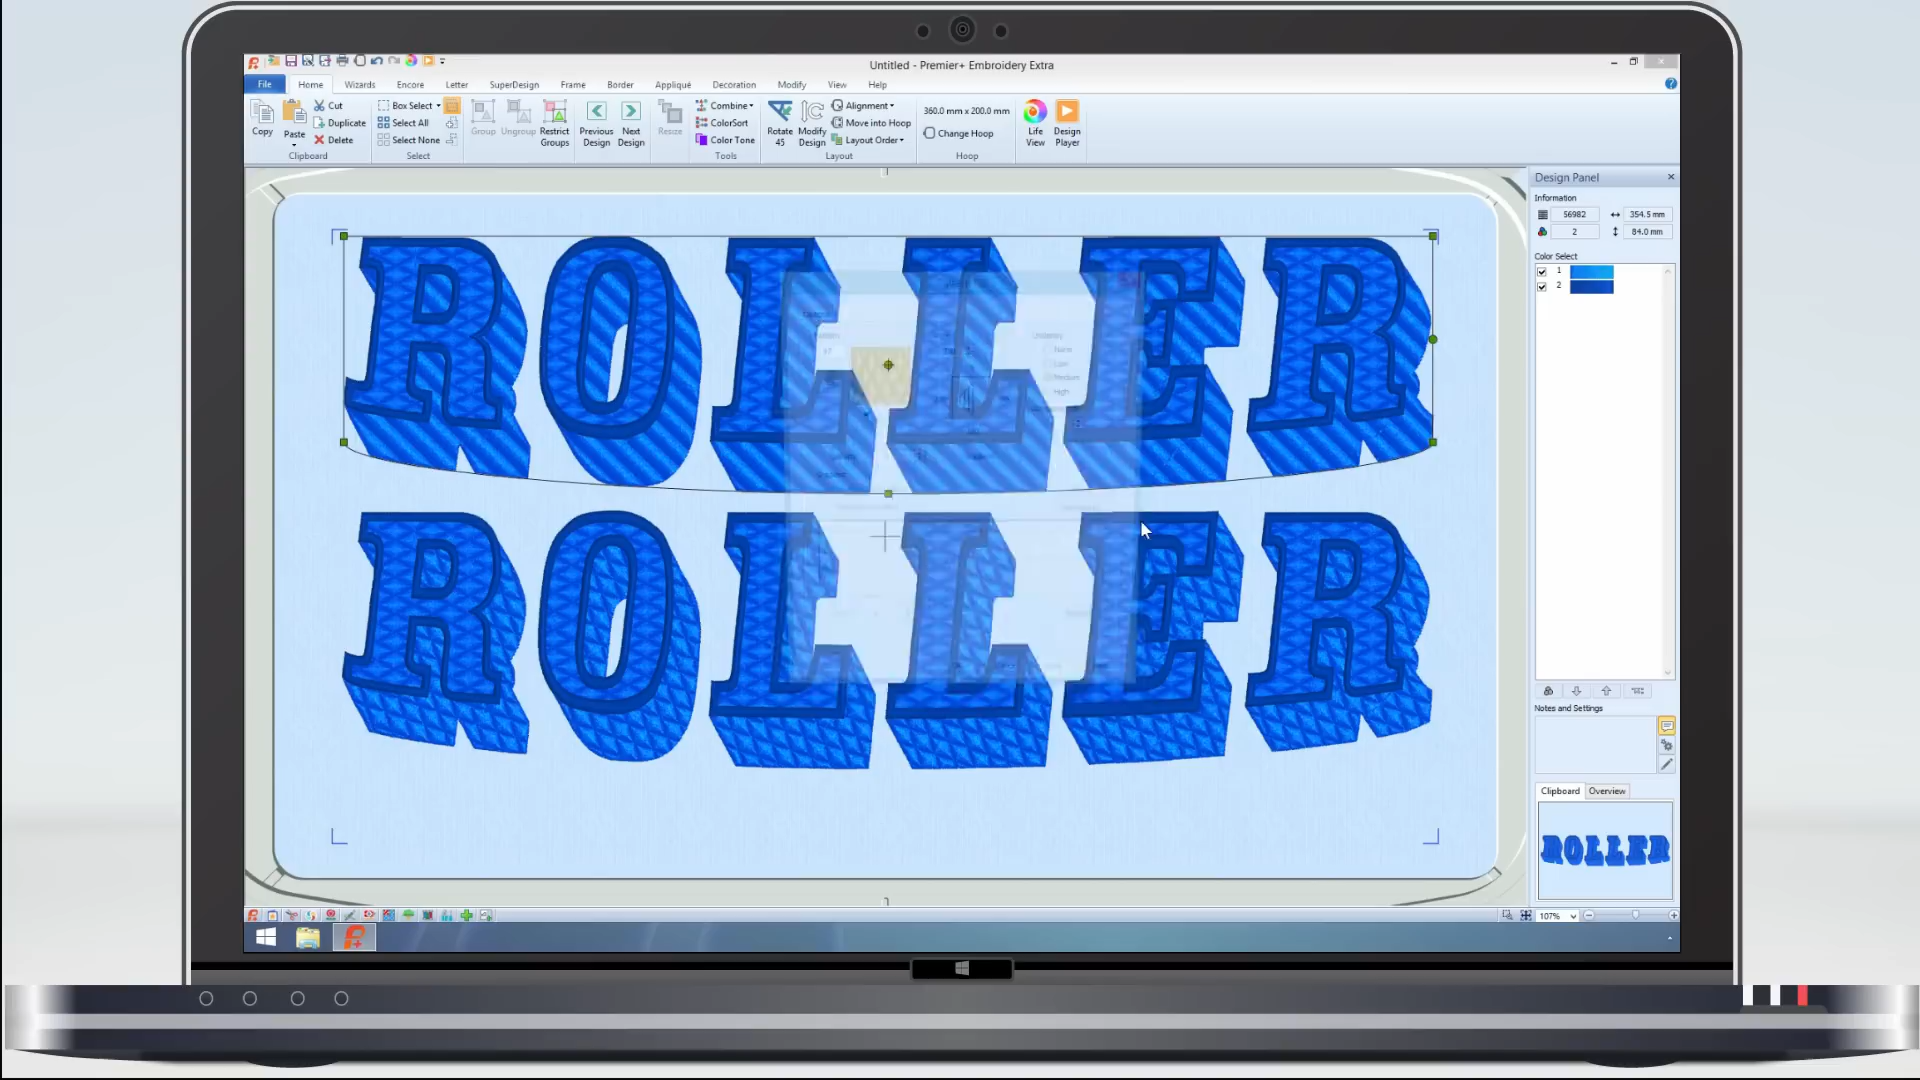 Untitled - Premier+ Embroidery Extra
File Home Wizards Encore Letter SuperDesign Frame Border Appliqué Decoration Modify View Help
Copy
Paste
Cut
Duplicate
Delete
Clipboard
Box Select
Select All
Select None
Select
Group
Ungroup
Restrict
Groups
Previous
Design
Next
Design
Resize
Combine
ColorSort
Color Tone
Tools
Rotate
45
Modify
Design
Alignment
Move into Hoop
Layout Order
Layout
360.0 mm x 200.0 mm
Change Hoop
Hoop
Life
View
Design
Player
ROLLER
ROLLER
Design Panel
Information
56982 354.5 mm
2 84.0 mm
Color Select
1
2
Notes and Settings
Clipboard Overview
ROLLER
107%